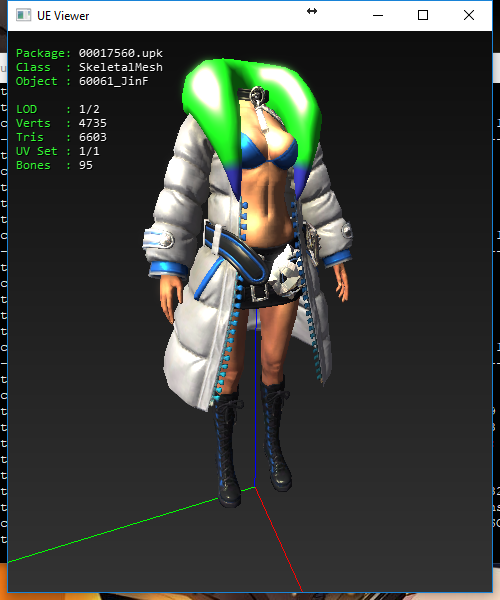 UE Viewer
Package: 00017560.upk
Class : SkeletalMesh
Object : 60061_JinF
LOD : 1/2
Verts : 4735
Tris : 6603
UV Set : 1/1
Bones : 95